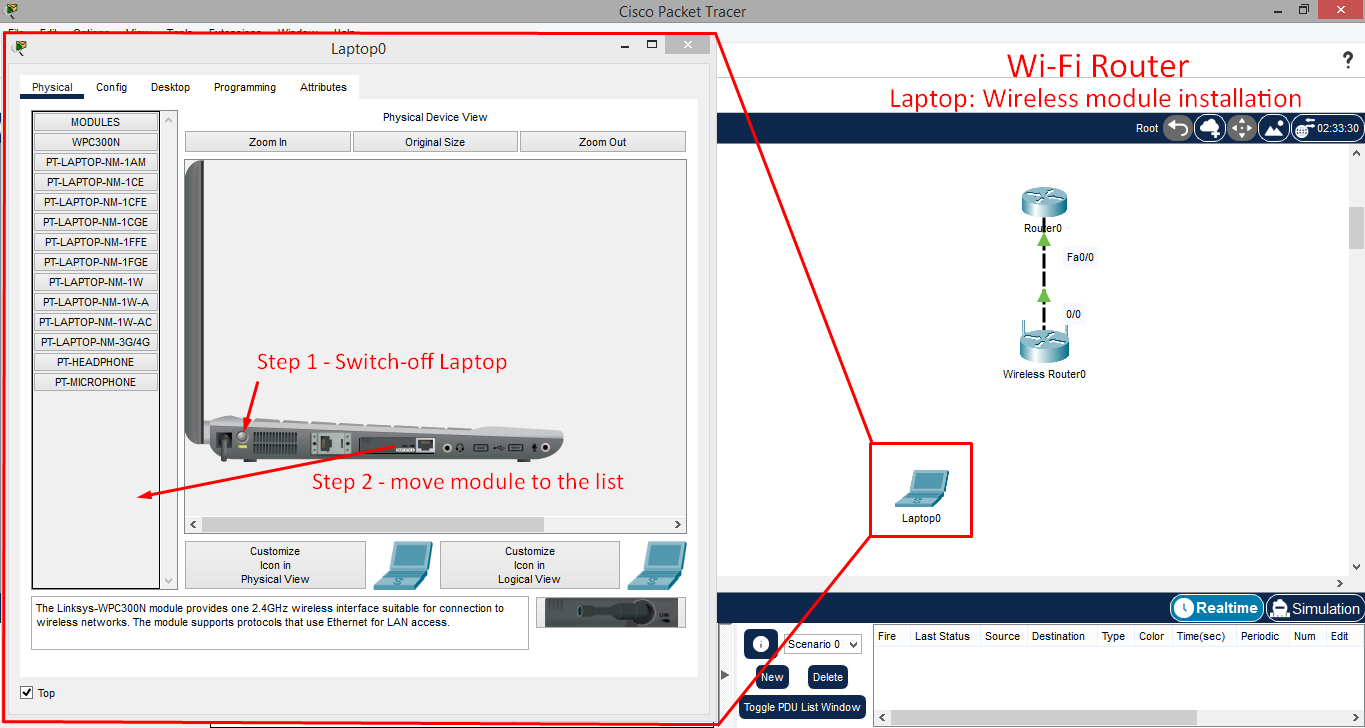 Cisco Packet Tracer
File Edit Options View Tools Extensions Window Help
Laptop0
Physical Config Desktop Programming Attributes
MODULES
WPC300N
PT-LAPTOP-NM-1AM
PT-LAPTOP-NM-1CE
PT-LAPTOP-NM-1CFE
PT-LAPTOP-NM-1CGE
PT-LAPTOP-NM-1FFE
PT-LAPTOP-NM-1FGE
PT-LAPTOP-NM-1W
PT-LAPTOP-NM-1W-A
PT-LAPTOP-NM-1W-AC
PT-LAPTOP-NM-3G/4G
PT-HEADPHONE
PT-MICROPHONE
Physical Device View
Zoom In Original Size Zoom Out
Step 1 - Switch-off Laptop
Step 2 - move module to the list
Customize
Icon in
Physical View
Customize
Icon in
Logical View
The Linksys-WPC300N module provides one 2.4GHz wireless interface suitable for connection to
wireless networks. The module supports protocols that use Ethernet for LAN access.
Top
Wi-Fi Router
?
Laptop: Wireless module installation
Root 02:33:30
Router0
Fa0/0
0/0
Wireless Router0
Laptop0
Realtime Simulation
Scenario 0
New Delete
Toggle PDU List Window
Fire Last Status Source Destination Type Color Time(sec) Periodic Num Edit